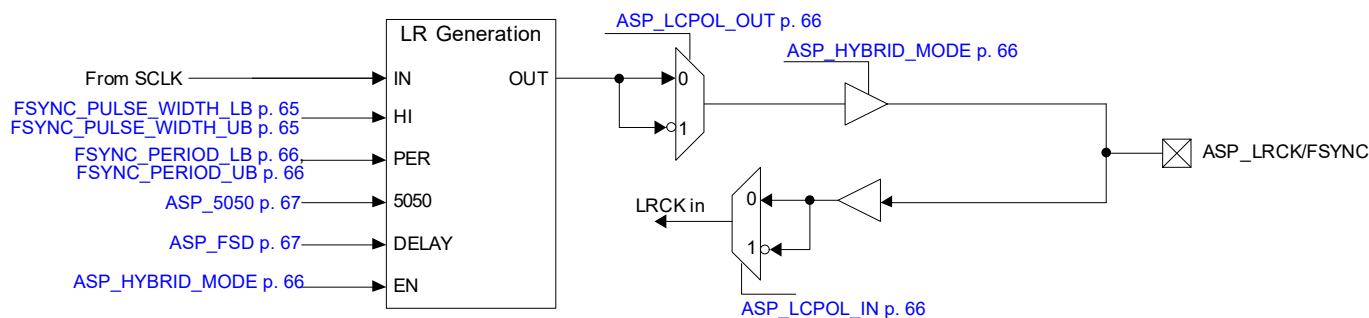 ASP_LCPOL_OUT p. 66
LR Generation
ASP_HYBRID_MODE p. 66
From SCLK
IN
OUT
0
1
FSYNC_PULSE_WIDTH_LB p. 65
FSYNC_PULSE_WIDTH_UB p. 65
HI
FSYNC_PERIOD_LB p. 66
FSYNC_PERIOD_UB p. 66
PER
ASP_LRCK/FSYNC
ASP_5050 p. 67
5050
LRCK in
0
1
ASP_FSD p. 67
DELAY
ASP_HYBRID_MODE p. 66
EN
ASP_LCPOL_IN p. 66